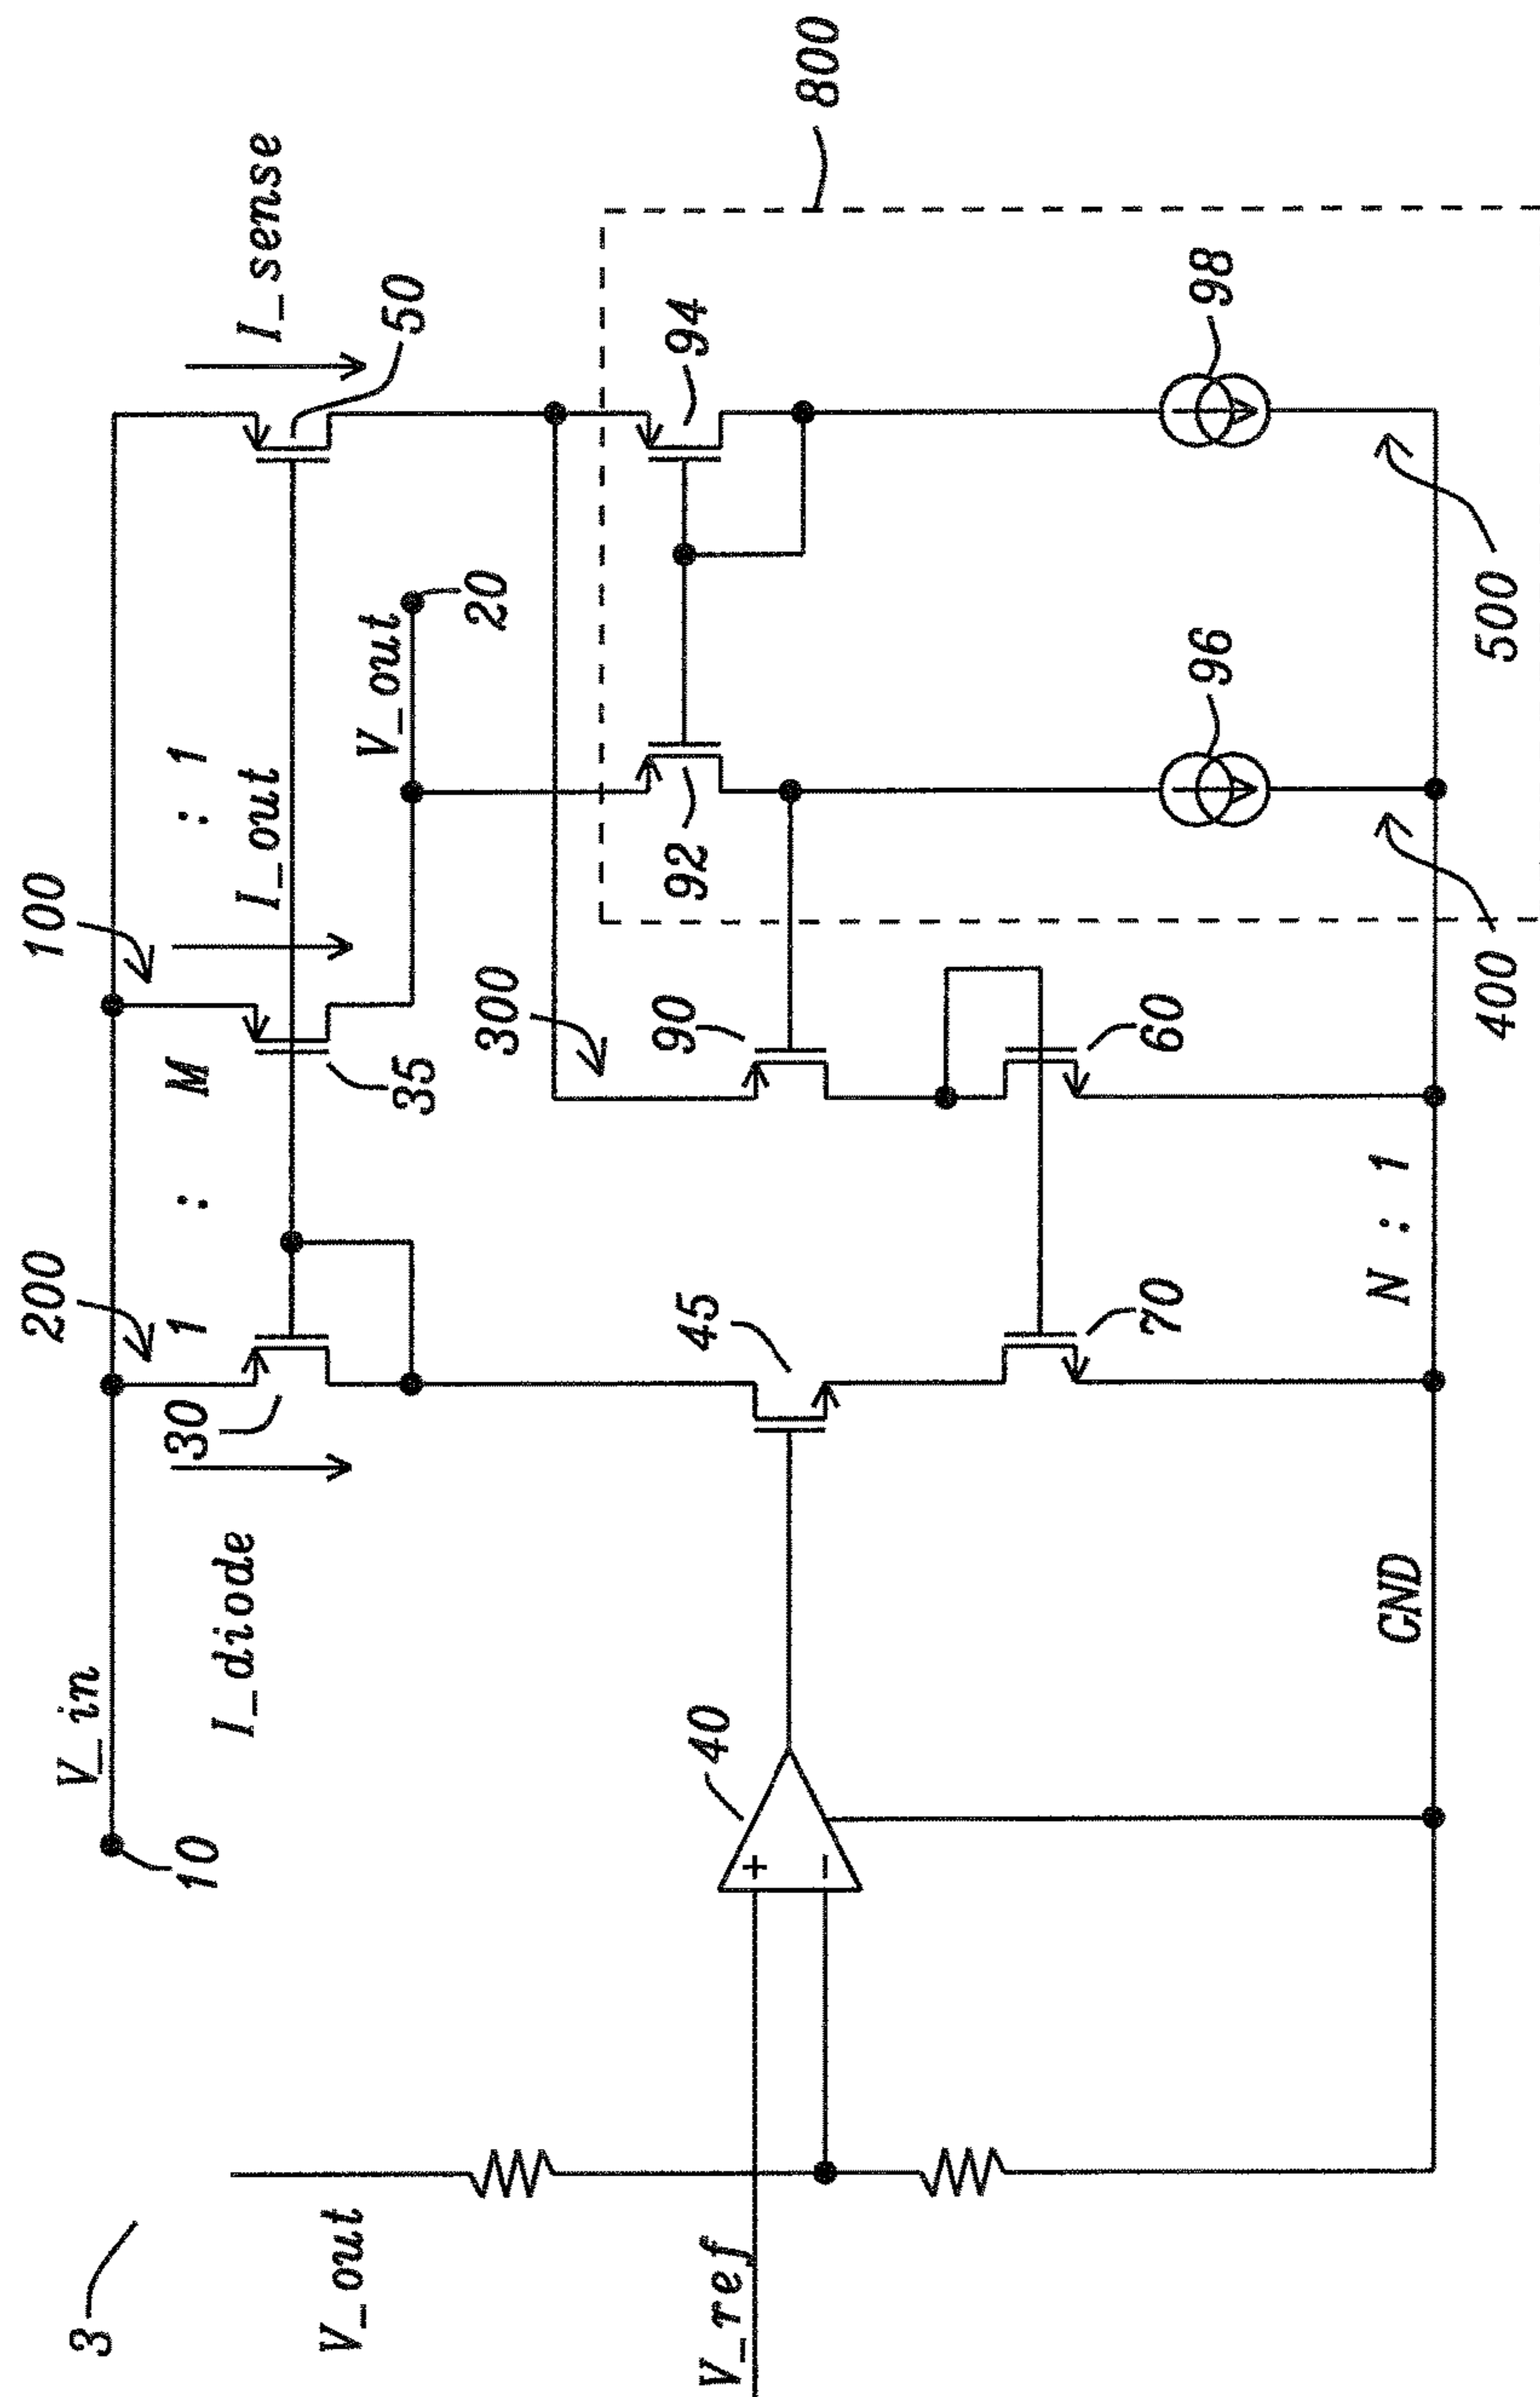 200
100
3
V_in
10
30
1 : M : 1
I_diode
I_out
I_sense
V_out
V_out
35
50
300
20
V_ref
40
45
90
92
94
+
−
800
70
60
96
98
GND
N : 1
400
500